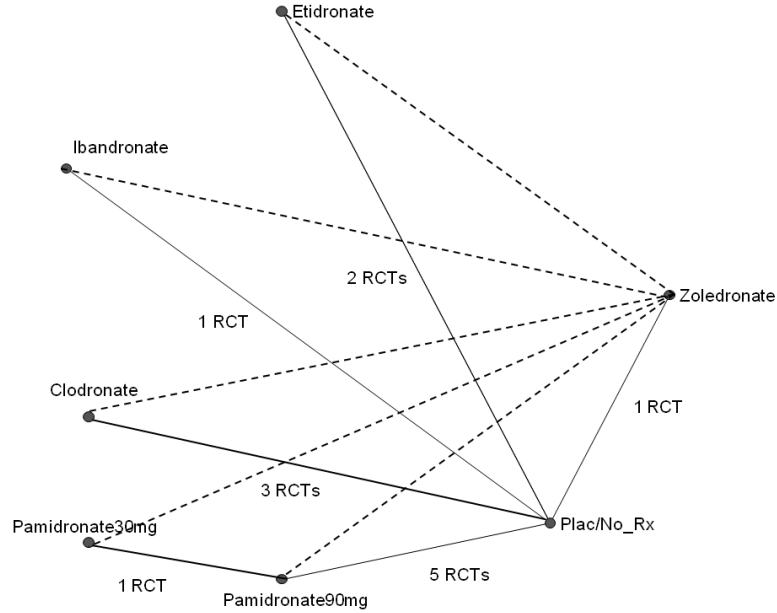 Etidronate
Ibandronate
2 RCTs
Zoledronate
1 RCT
Clodronate
1 RCT
3 RCTs
Pamidronate30mg
Plac/No_Rx
5 RCTs
1 RCT
Pamidronate90mg